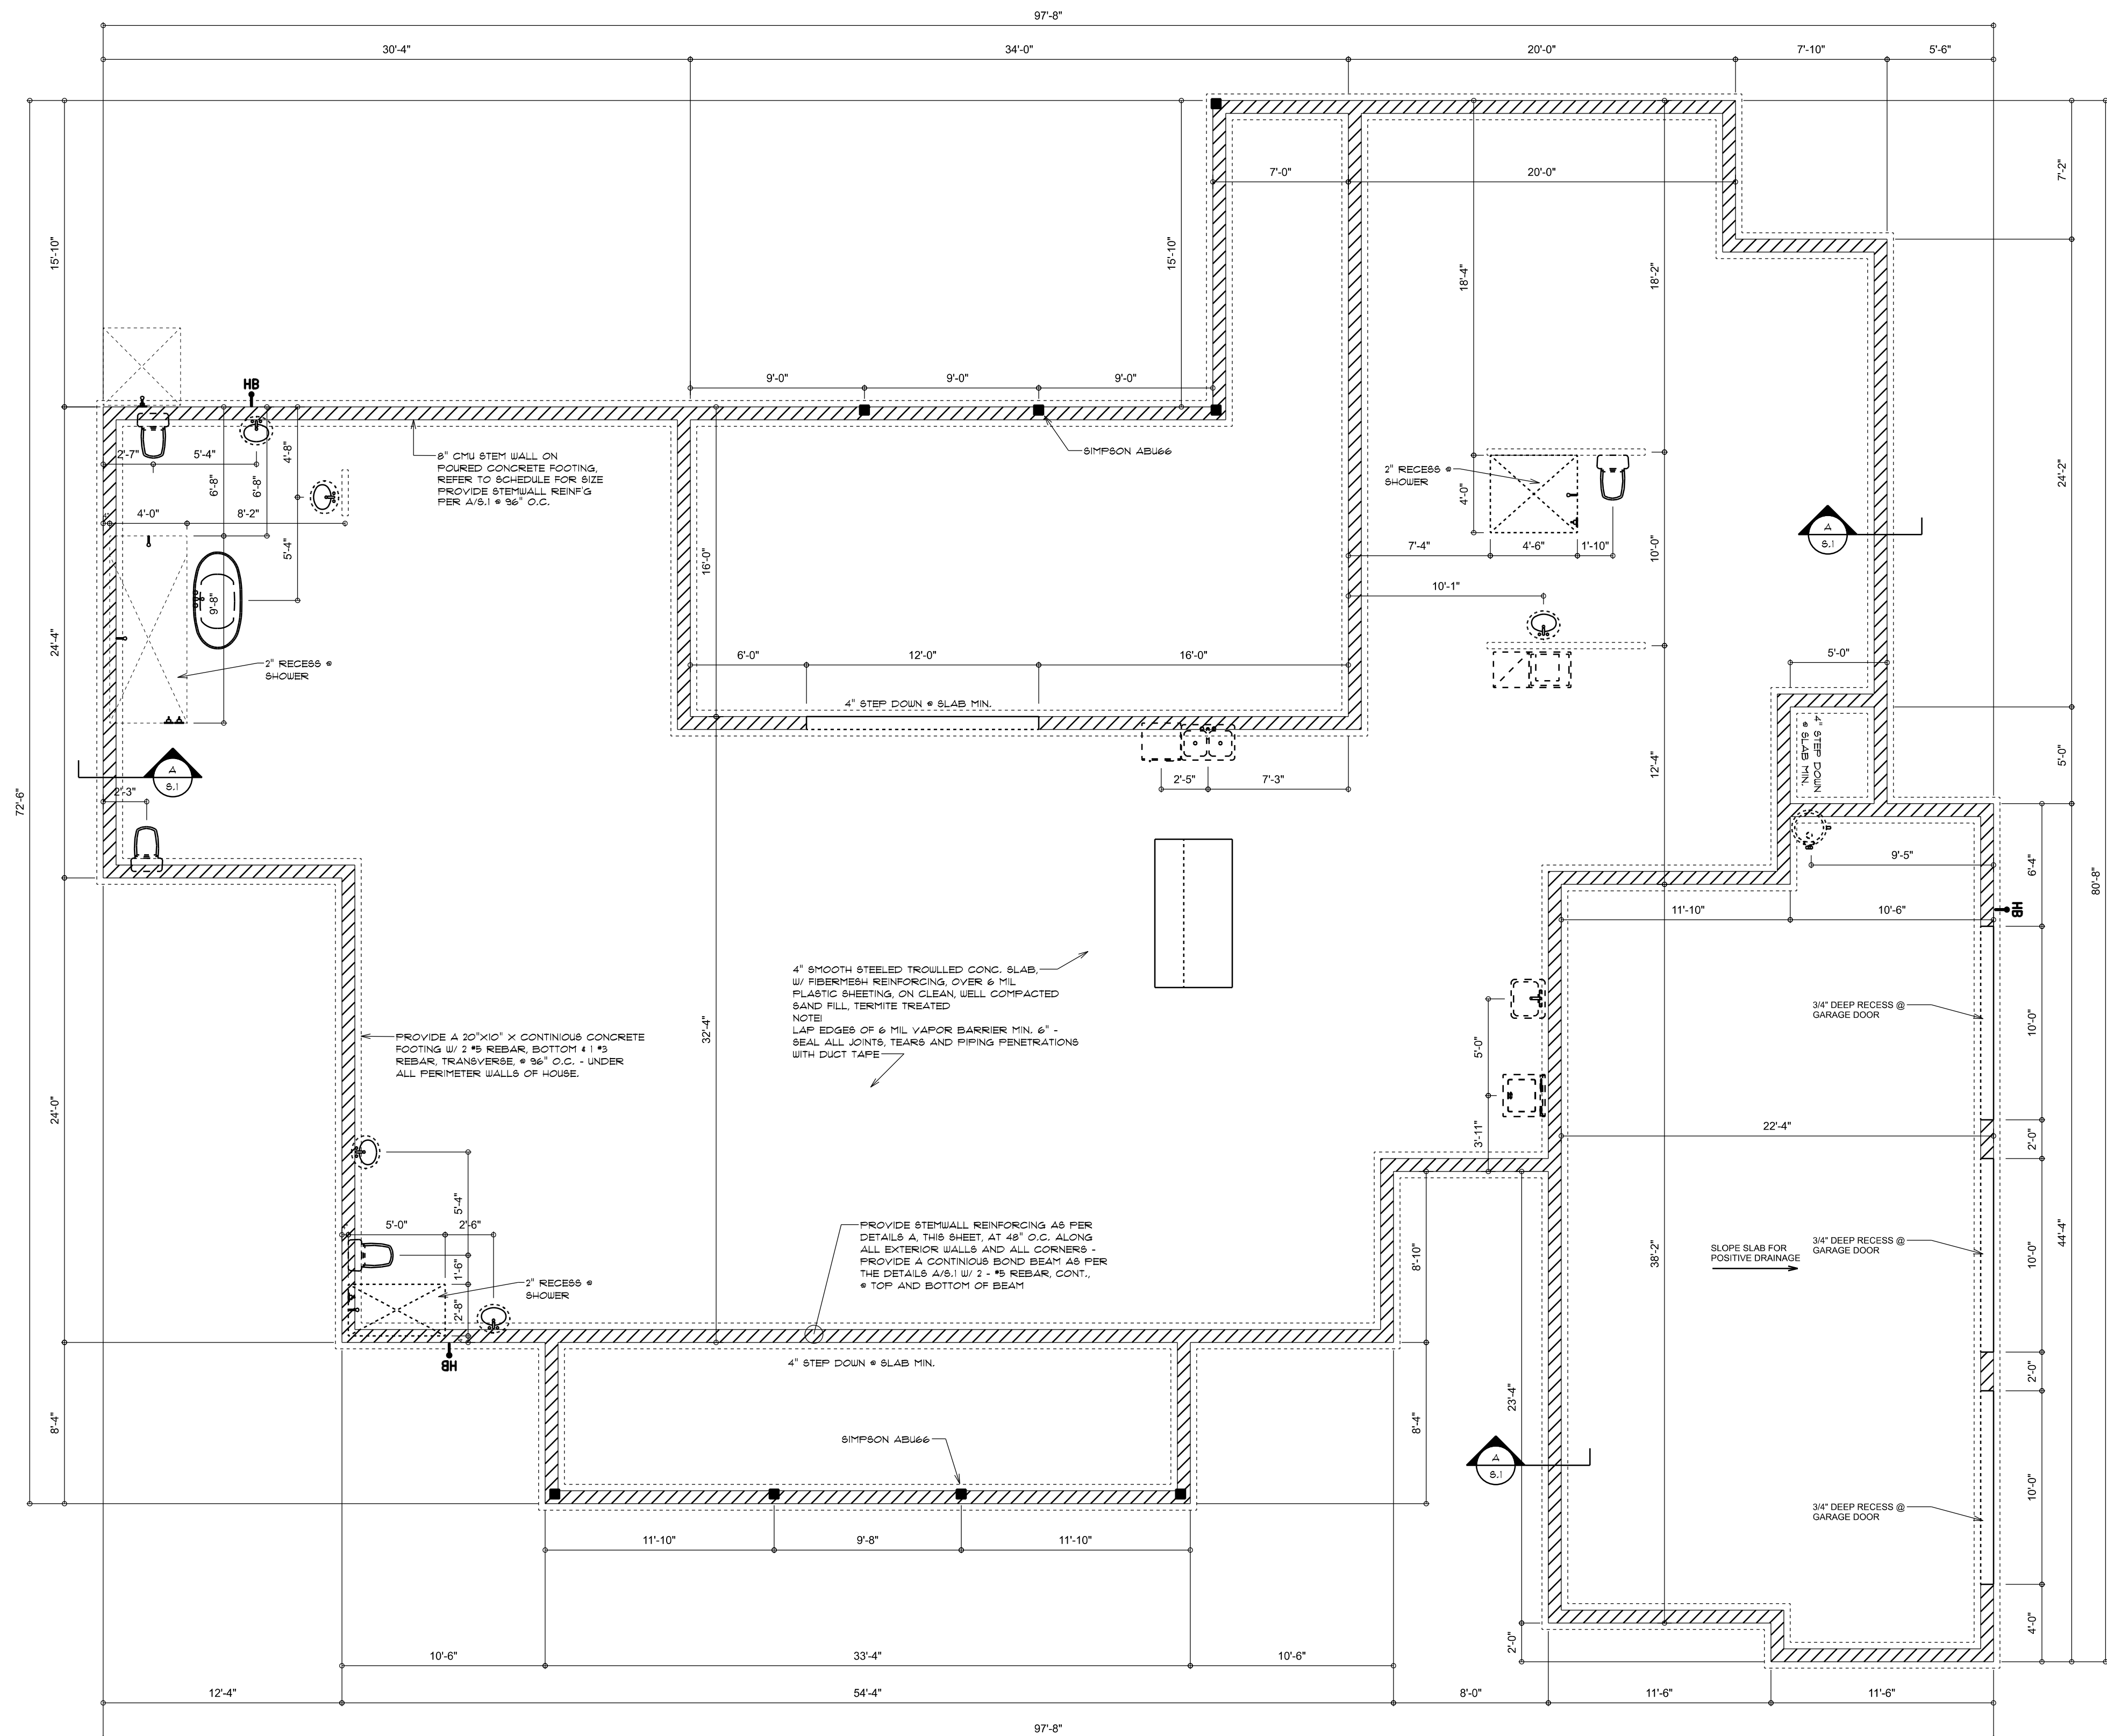 97'-8"
30'-4"
34'-0"
20'-0"
7'-10"
5'-6"
7'-0"
20'-0"
7'-2"
15'-10"
15'-10"
18'-4"
18'-2"
9'-0"
9'-0"
9'-0"
HB
SIMPSON ABU66
8" CMU STEM WALL ON
POURED CONCRETE FOOTING,
REFER TO SCHEDULE FOR SIZE
PROVIDE STEMWALL REINF'G
PER A/S.1 @ 96" O.C.
2'-7"
5'-4"
4'-8"
6'-8"
6'-8"
4"
4'-0"
8'-2"
5'-4"
9'-8"
24'-4"
2" RECESS @
SHOWER
2" RECESS @
SHOWER
4'-0"
24'-2"
A
S.1
7'-4"
4'-6"
1'-10"
10'-0"
10'-1"
16'-0"
6'-0"
12'-0"
16'-0"
5'-0"
4" STEP DOWN @ SLAB MIN.
4" STEP DOWN
@ SLAB MIN.
A
S.1
2'-3"
2'-5"
7'-3"
12'-4"
5'-0"
72'-6"
80'-8"
9'-5"
6'-4"
11'-10"
10'-6"
HB
4" SMOOTH STEELED TROWLLED CONC. SLAB,
W/ FIBERMESH REINFORCING, OVER 6 MIL
PLASTIC SHEETING, ON CLEAN, WELL COMPACTED
SAND FILL, TERMITE TREATED
NOTE!
LAP EDGES OF 6 MIL VAPOR BARRIER MIN. 6" -
SEAL ALL JOINTS, TEARS AND PIPING PENETRATIONS
WITH DUCT TAPE
3/4" DEEP RECESS @
GARAGE DOOR
10'-0"
32'-4"
PROVIDE A 20"X10" X CONTINIOUS CONCRETE
FOOTING W/ 2 #5 REBAR, BOTTOM & 1 #3
REBAR, TRANSVERSE, @ 96" O.C. - UNDER
ALL PERIMETER WALLS OF HOUSE.
5'-0"
3'-11"
24'-0"
22'-4"
2'-0"
5'-4"
4"
5'-0"
2'-6"
1'-6"
2'-8"
4"
2" RECESS @
SHOWER
PROVIDE STEMWALL REINFORCING AS PER
DETAILS A, THIS SHEET, AT 48" O.C. ALONG
ALL EXTERIOR WALLS AND ALL CORNERS -
PROVIDE A CONTINIOUS BOND BEAM AS PER
THE DETAILS A/S.1 W/ 2 - #5 REBAR, CONT.,
@ TOP AND BOTTOM OF BEAM
8'-10"
38'-2"
SLOPE SLAB FOR
POSITIVE DRAINAGE
3/4" DEEP RECESS @
GARAGE DOOR
10'-0"
44'-4"
HB
4" STEP DOWN @ SLAB MIN.
2'-0"
8'-4"
8'-4"
23'-4"
SIMPSON ABU66
A
S.1
3/4" DEEP RECESS @
GARAGE DOOR
10'-0"
11'-10"
9'-8"
11'-10"
4'-0"
2'-0"
10'-6"
33'-4"
10'-6"
12'-4"
54'-4"
8'-0"
11'-6"
11'-6"
97'-8"